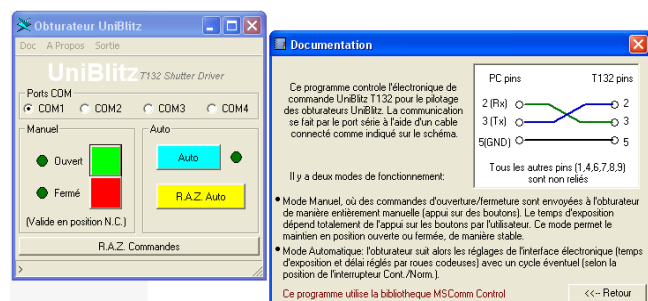 Obturateur UniBlitz
Doc A Propos Sortie
UniBlitz T132 Shutter Driver
Ports COM
COM1 COM2 COM3 COM4
Manuel
Ouvert
Fermé
(Valide en position N.C.)
Auto
Auto
R.A.Z. Auto
R.A.Z. Commandes
>
Documentation
Ce programme contrôle l'électronique de
commande UniBlitz T132 pour le pilotage
des obturateurs UniBlitz. La communication
se fait par le port série à l'aide d'un cable
connecté comme indiqué sur le schéma.
Il y a deux modes de fonctionnement:
PC pins T132 pins
2 (Rx) 2
3 (Tx) 3
5(GND) 5
Tous les autres pins (1,4,6,7,8,9)
sont non reliés
• Mode Manuel, où des commandes d'ouverture/fermeture sont envoyées à l'obturateur
de manière entièrement manuelle (appui sur des boutons). Le temps d'exposition
dépend totalement de l'appui sur les boutons par l'utilisateur. Ce mode permet le
maintien en position ouverte ou fermée, de manière stable.
• Mode Automatique: l'obturateur suit alors les réglages de l'interface électronique (temps
d'exposition et délai réglés par roues codeuses) avec un cycle éventuel (selon la
position de l'interrupteur Cont./Norm.).
Ce programme utilise la bibliotheque MSComm Control
<<-- Retour